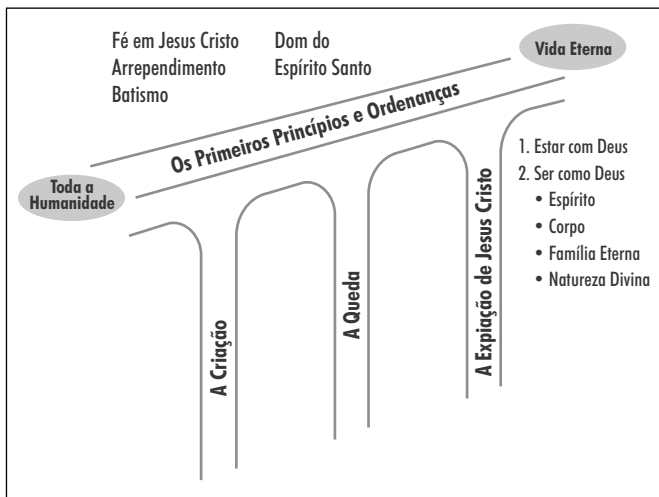 Fé em Jesus Cristo
Arrependimento
Batismo
Dom do
Espírito Santo
Vida Eterna
Os Primeiros Princípios e Ordenanças
Toda a
Humanidade
1. Estar com Deus
2. Ser como Deus
• Espírito
• Corpo
• Família Eterna
• Natureza Divina
A Criação
A Queda
A Expiação de Jesus Cristo